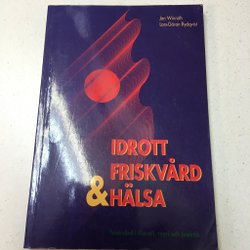 Jan Winroth
Lars-Göran Rydqvist
IDROTT
FRISKVÅRD
& HÄLSA